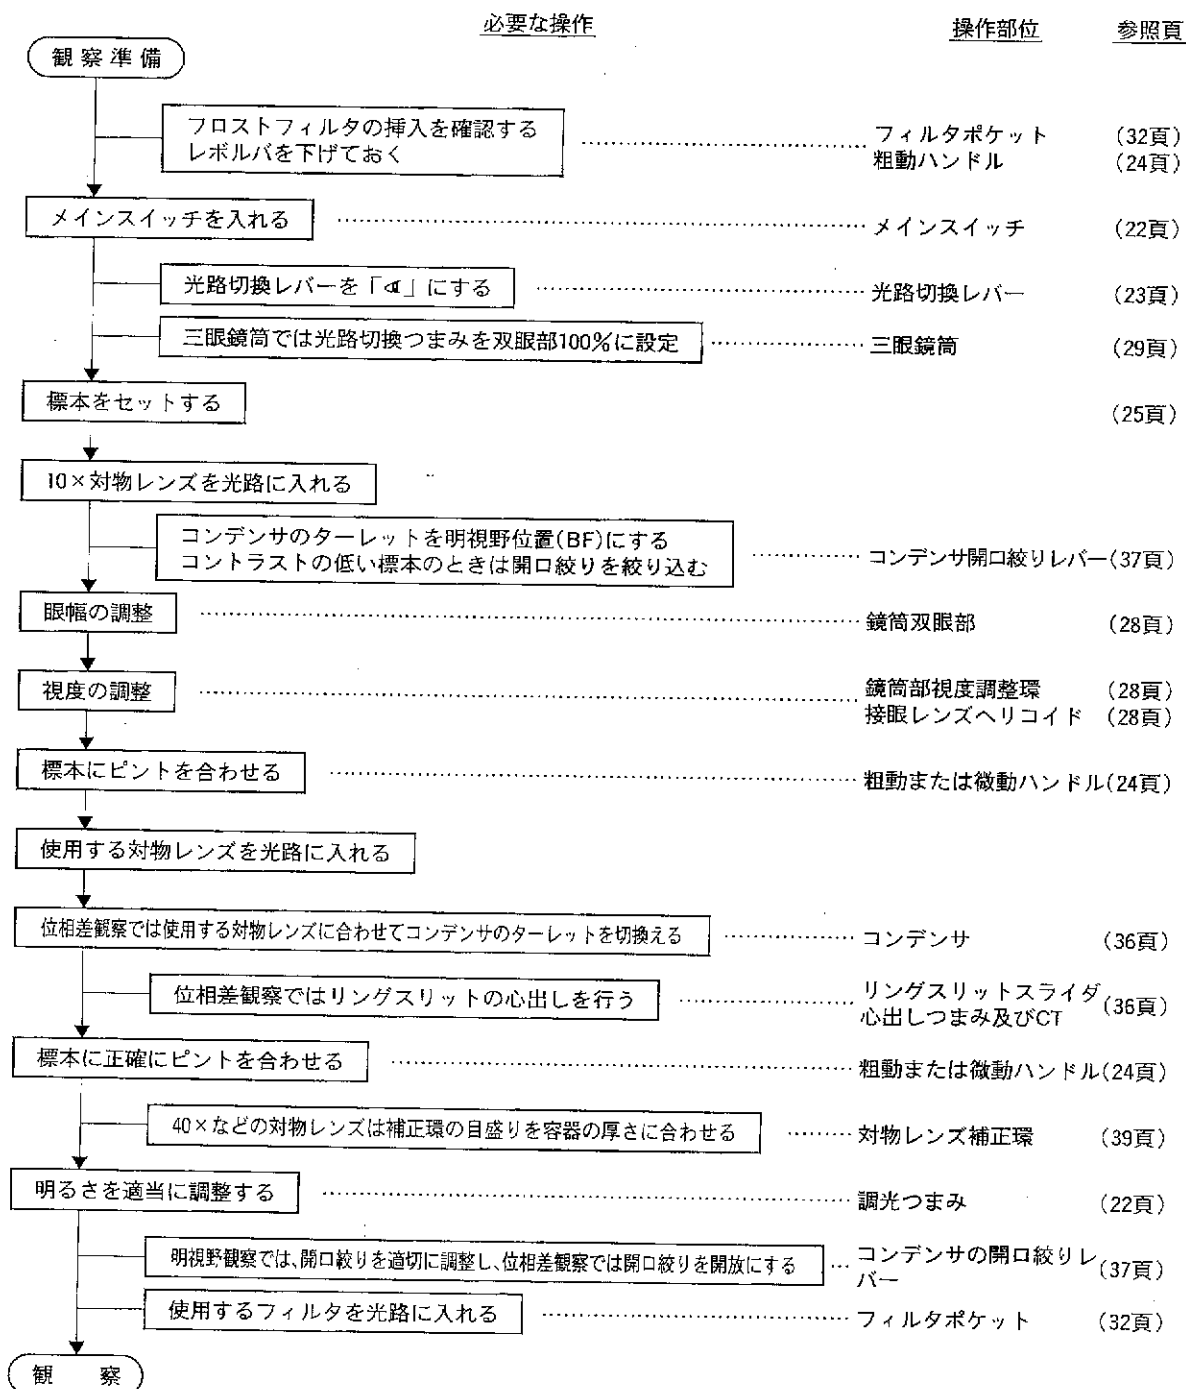 必要な操作 操作部位 参照頁
観察準備
フロストフィルタの挿入を確認する
レボルバを下げておく
フィルタポケット (32頁)
粗動ハンドル (24頁)
メインスイッチを入れる メインスイッチ (22頁)
光路切換レバーを「」にする 光路切換レバー (23頁)
三眼鏡筒では光路切換つまみを双眼部100%に設定 三眼鏡筒 (29頁)
標本をセットする (25頁)
10×対物レンズを光路に入れる
コンデンサのターレットを明視野位置(BF)にする
コントラストの低い標本のときは開口絞りを絞り込む
コンデンサ開口絞りレバー(37頁)
眼幅の調整 鏡筒双眼部 (28頁)
視度の調整
鏡筒部視度調整環 (28頁)
接眼レンズヘリコイド (28頁)
標本にピントを合わせる 粗動または微動ハンドル(24頁)
使用する対物レンズを光路に入れる
位相差観察では使用する対物レンズに合わせてコンデンサのターレットを切換える コンデンサ (36頁)
位相差観察ではリングスリットの心出しを行う
リングスリットスライダ
心出しつまみ及びCT (36頁)
標本に正確にピントを合わせる 粗動または微動ハンドル(24頁)
40×などの対物レンズは補正環の目盛りを容器の厚さに合わせる 対物レンズ補正環 (39頁)
明るさを適当に調整する 調光つまみ (22頁)
明視野観察では、開口絞りを適切に調整し、位相差観察では開口絞りを開放にする
コンデンサの開口絞りレ
バー (37頁)
使用するフィルタを光路に入れる フィルタポケット (32頁)
観 察